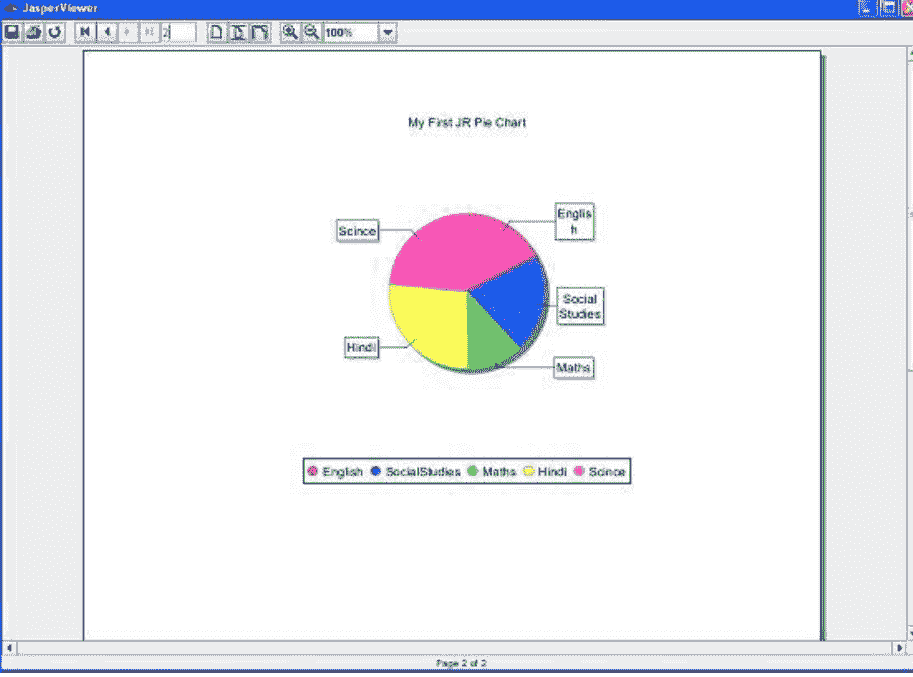 JasperViewer
2
100%
My First JR Pie Chart
Scince
Englis
h
Social
Studies
Hindi
Maths
English SocialStudies Maths Hindi Scince
Page 2 of 2